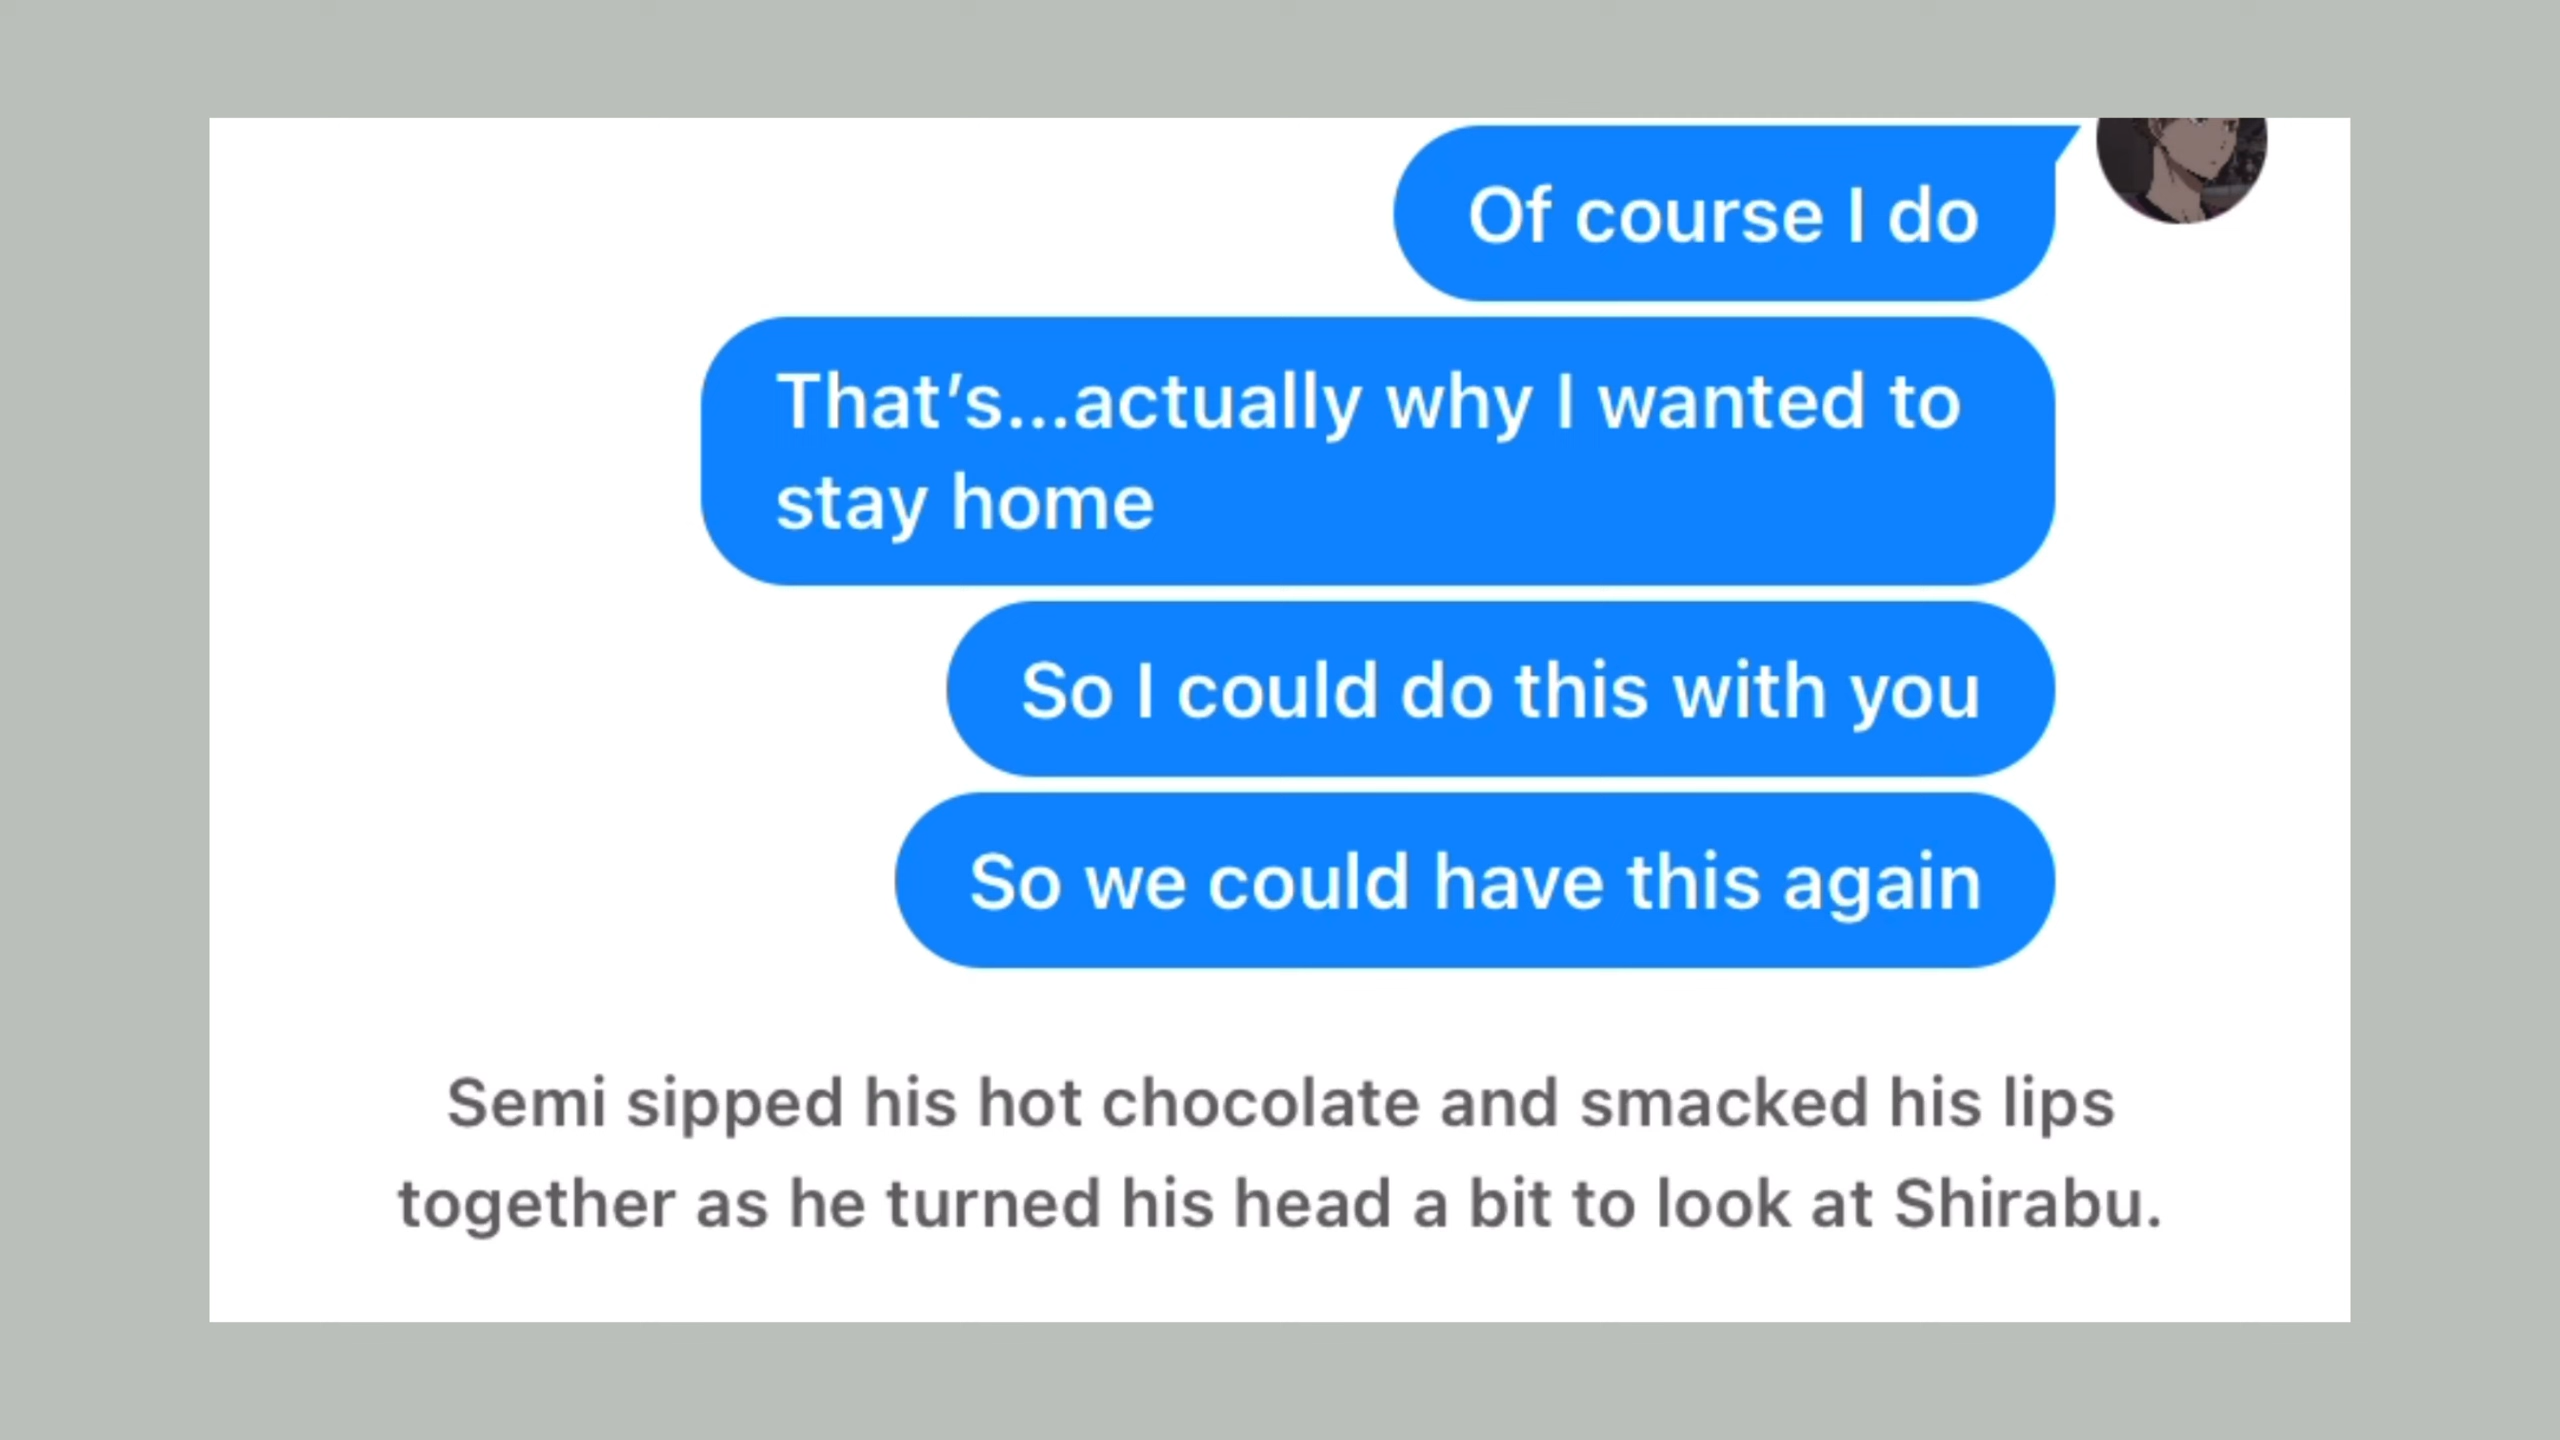 Of course I do
That’s...actually why I wanted to
stay home
So I could do this with you
So we could have this again
Semi sipped his hot chocolate and smacked his lips
together as he turned his head a bit to look at Shirabu.